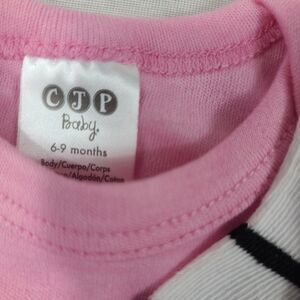 CJP
Baby.
6-9 months
Body/Cuerpo/Corps
/Algodón/Coton